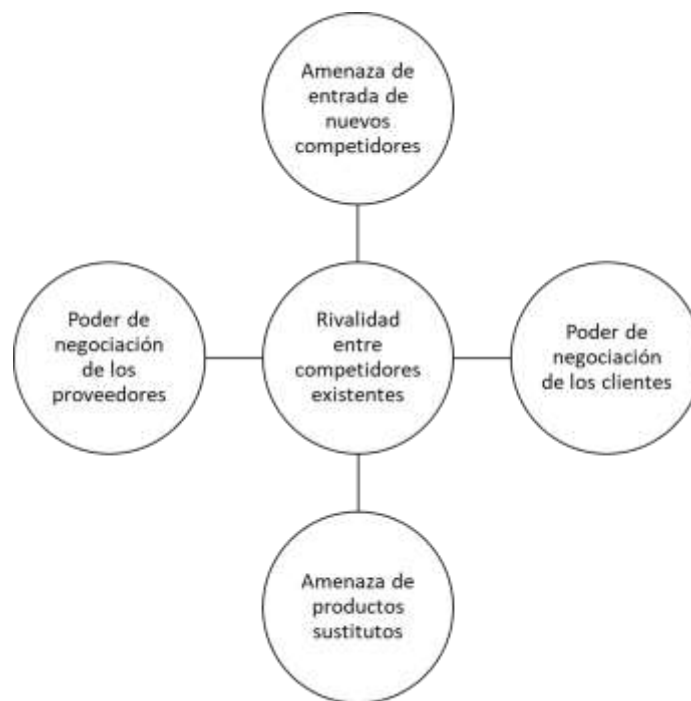 Amenaza de
entrada de
nuevos
competidores
Poder de
negociación
de los
proveedores
Rivalidad
entre
competidores
existentes
Poder de
negociación
de los clientes
Amenaza de
productos
sustitutos